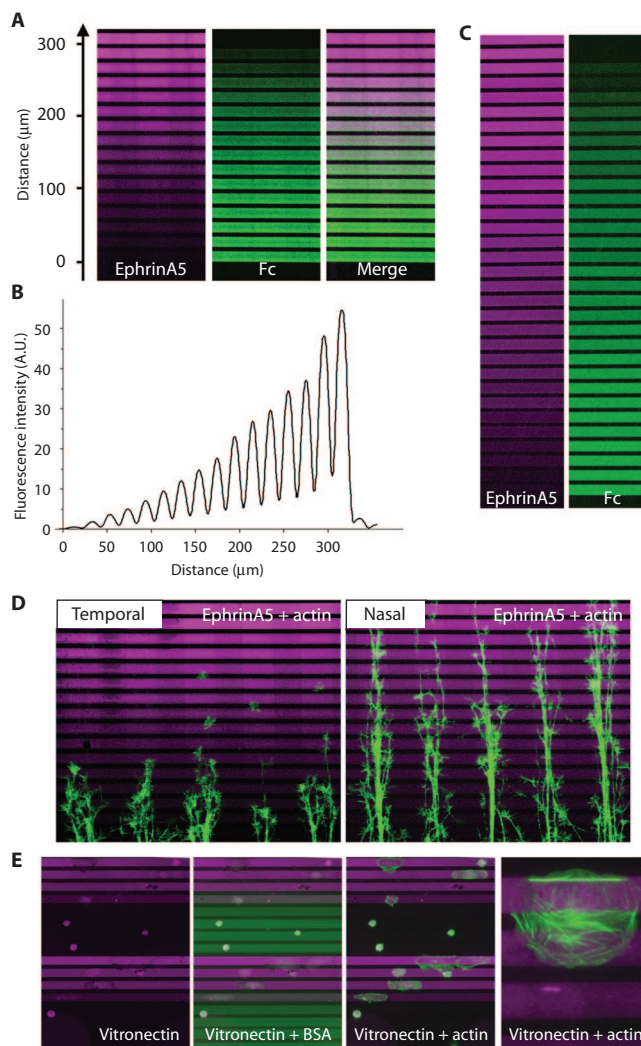 A
300
200
100
0
Distance (μm)
EphrinA5
Fc
Merge
B
50
40
30
20
10
0
Fluorescence intensity (A.U.)
0 50 100 150 200 250 300
Distance (μm)
C
EphrinA5
Fc
D
Temporal
EphrinA5 + actin
Nasal
EphrinA5 + actin
E
Vitronectin
Vitronectin + BSA
Vitronectin + actin
Vitronectin + actin